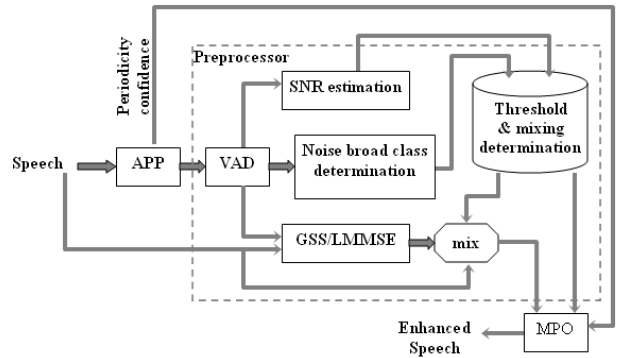 Periodicity
confidence
Preprocessor
SNR estimation
Threshold
& mixing
determination
Speech
APP
VAD
Noise broad class
determination
GSS/LMMSE
mix
Enhanced
Speech
MPO